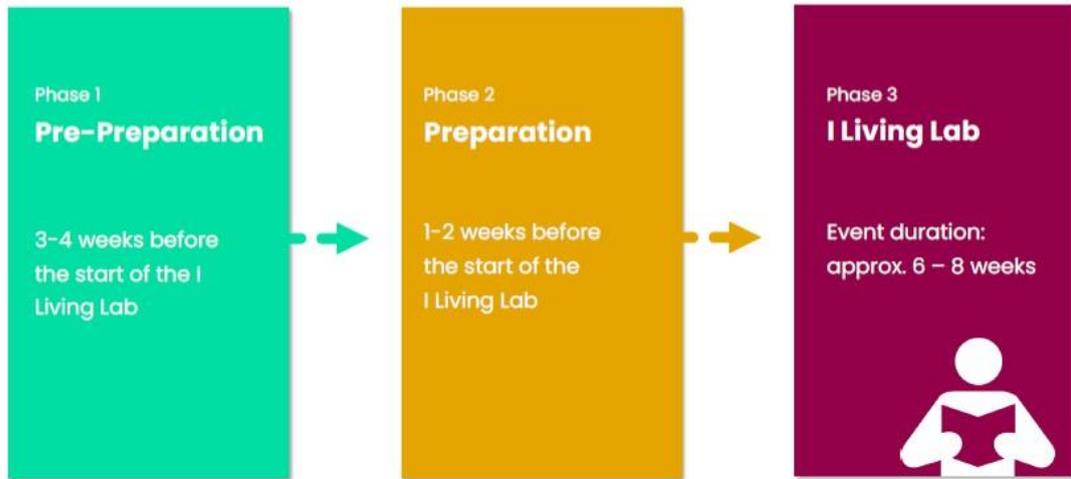 Phase 1
Pre-Preparation
3-4 weeks before
the start of the I
Living Lab
Phase 2
Preparation
1-2 weeks before
the start of the
I Living Lab
Phase 3
I Living Lab
Event duration:
approx. 6 – 8 weeks